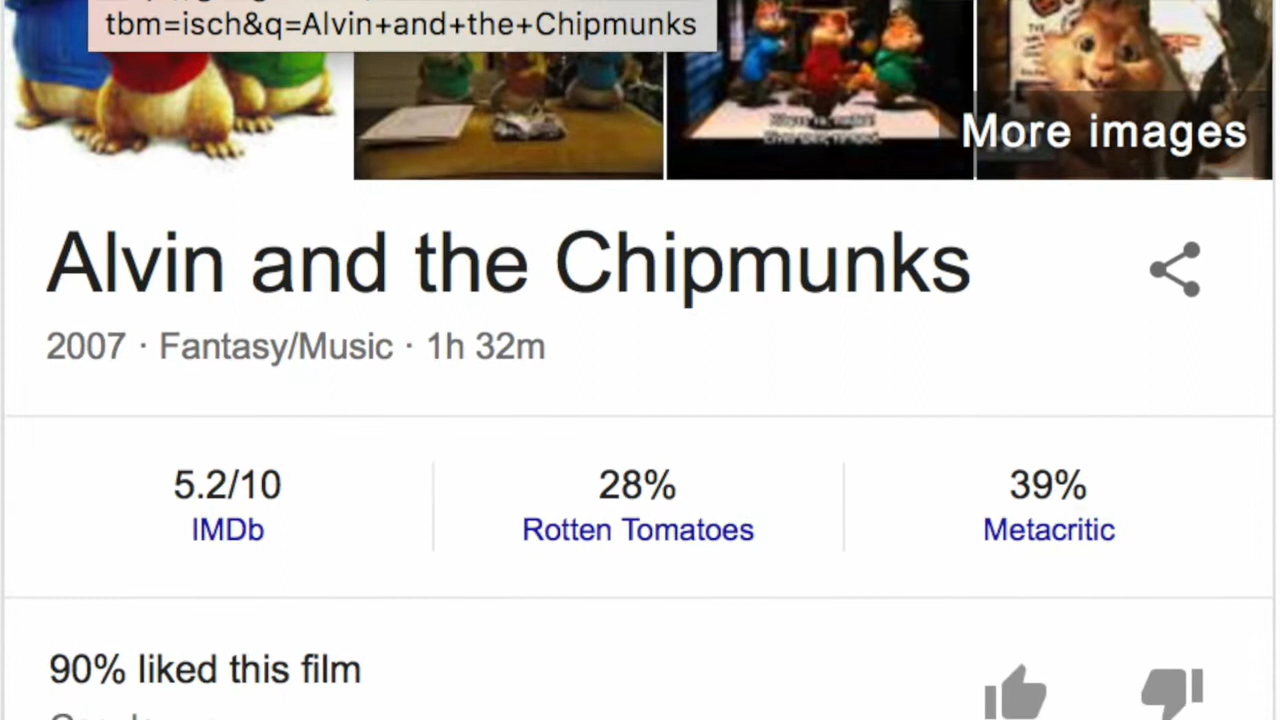 tbm=isch&q=Alvin+and+the+Chipmunks
More images
Alvin and the Chipmunks
2007 · Fantasy/Music · 1h 32m
5.2/10
IMDb
28%
Rotten Tomatoes
39%
Metacritic
90% liked this film